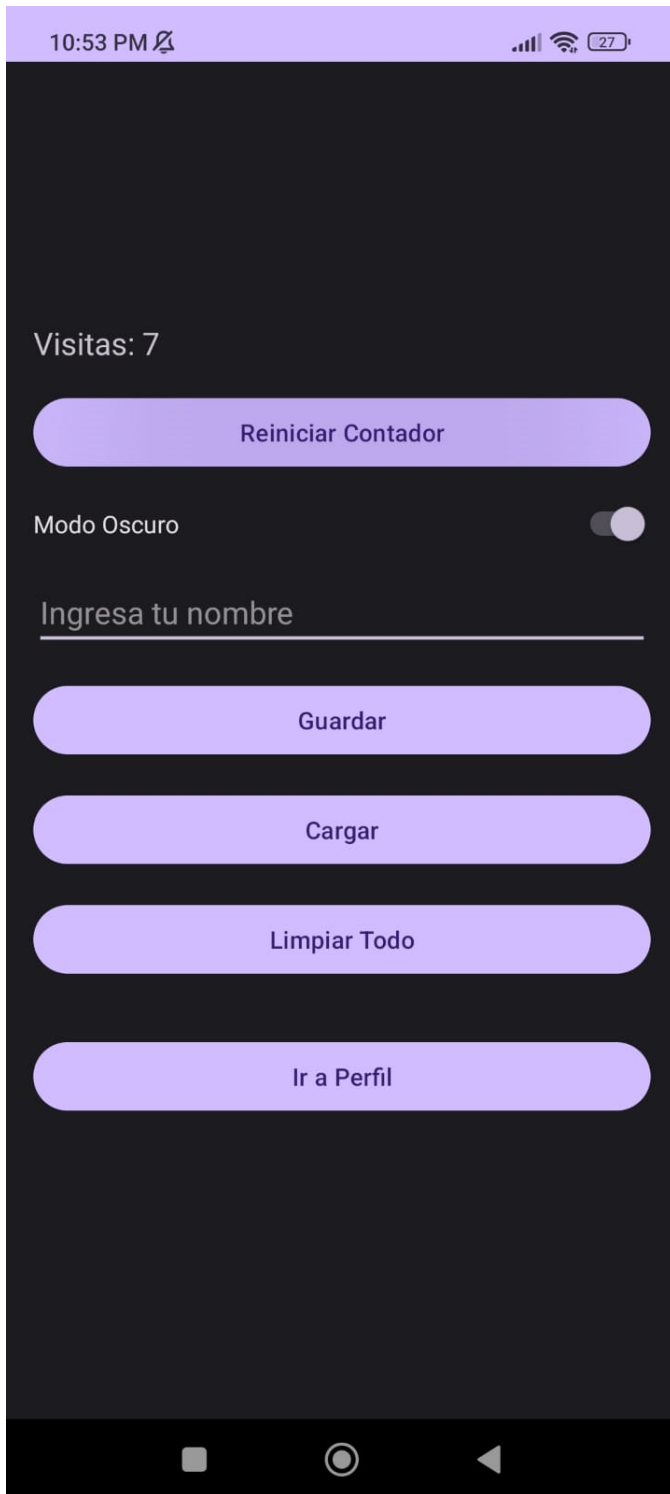 10:53 PM
27
Visitas: 7
Reiniciar Contador
Modo Oscuro
Ingresa tu nombre
Guardar
Cargar
Limpiar Todo
Ir a Perfil